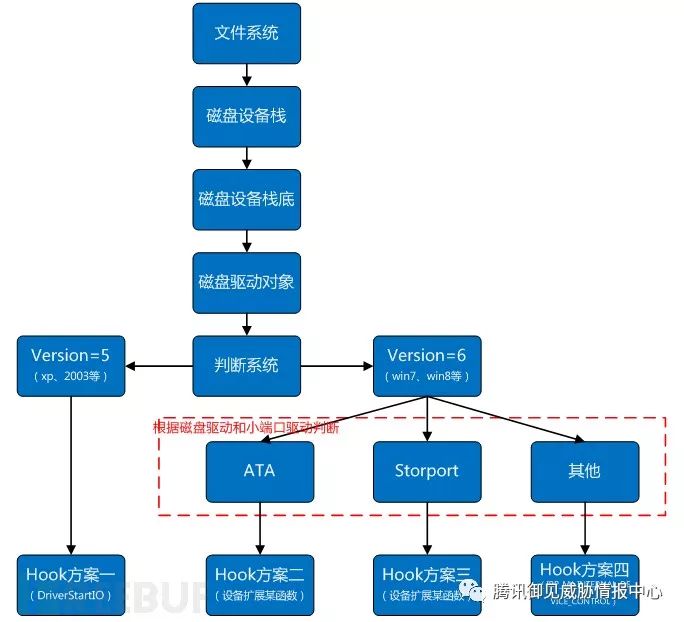 文件系统
磁盘设备栈
磁盘设备栈底
磁盘驱动对象
Version=5
(xp、2003等)
判断系统
Version=6
(win7、win8等)
根据磁盘驱动和小端口驱动判断
ATA
Storport
其他
Hook方案一
(DriverStartIO)
Hook方案二
(设备扩展某函数)
Hook方案三
(设备扩展某函数)
Hook方案四
VICE_CONTROL)
腾讯御见威胁情报中心